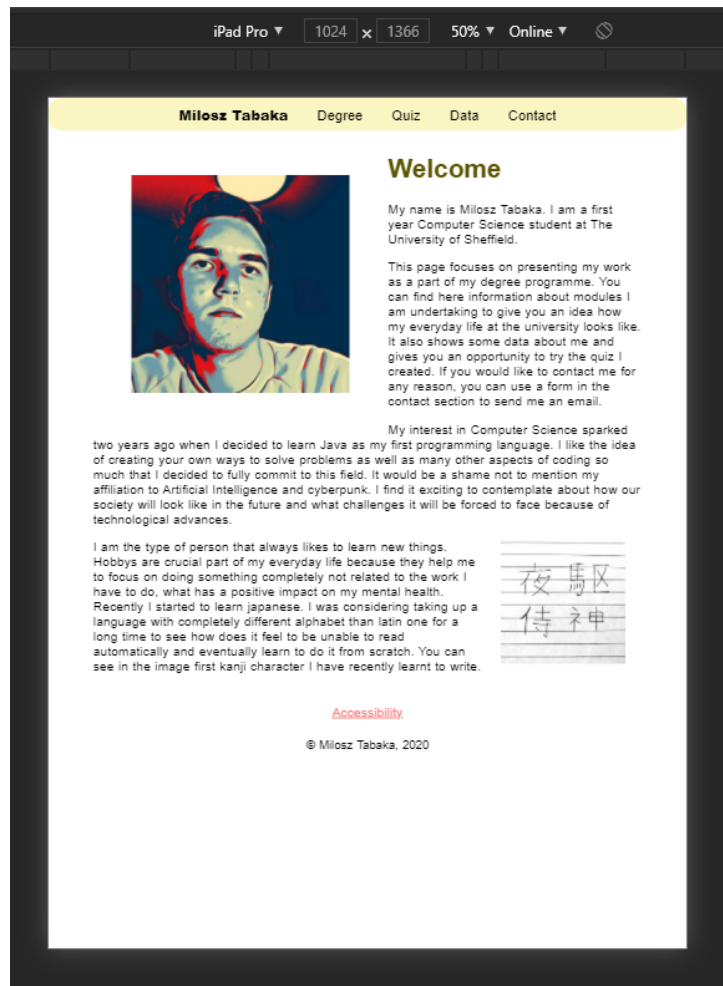 iPad Pro ▼ 1024 x 1366 50% ▼ Online ▼
Milosz Tabaka Degree Quiz Data Contact
Welcome
My name is Milosz Tabaka. I am a first
year Computer Science student at The
University of Sheffield.
This page focuses on presenting my work
as a part of my degree programme. You
can find here information about modules I
am undertaking to give you an idea how
my everyday life at the university looks like.
It also shows some data about me and
gives you an opportunity to try the quiz I
created. If you would like to contact me for
any reason, you can use a form in the
contact section to send me an email.
My interest in Computer Science sparked
two years ago when I decided to learn Java as my first programming language. I like the idea
of creating your own ways to solve problems as well as many other aspects of coding so
much that I decided to fully commit to this field. It would be a shame not to mention my
affiliation to Artificial Intelligence and cyberpunk. I find it exciting to contemplate about how our
society will look like in the future and what challenges it will be forced to face because of
technological advances.
I am the type of person that always likes to learn new things.
Hobbys are crucial part of my everyday life because they help me
to focus on doing something completely not related to the work I
have to do, what has a positive impact on my mental health.
Recently I started to learn japanese. I was considering taking up a
language with completely different alphabet than latin one for a
long time to see how does it feel to be unable to read
automatically and eventually learn to do it from scratch. You can
see in the image first kanji character I have recently learnt to write.
夜 駆
侍 神
Accessibility
© Milosz Tabaka, 2020